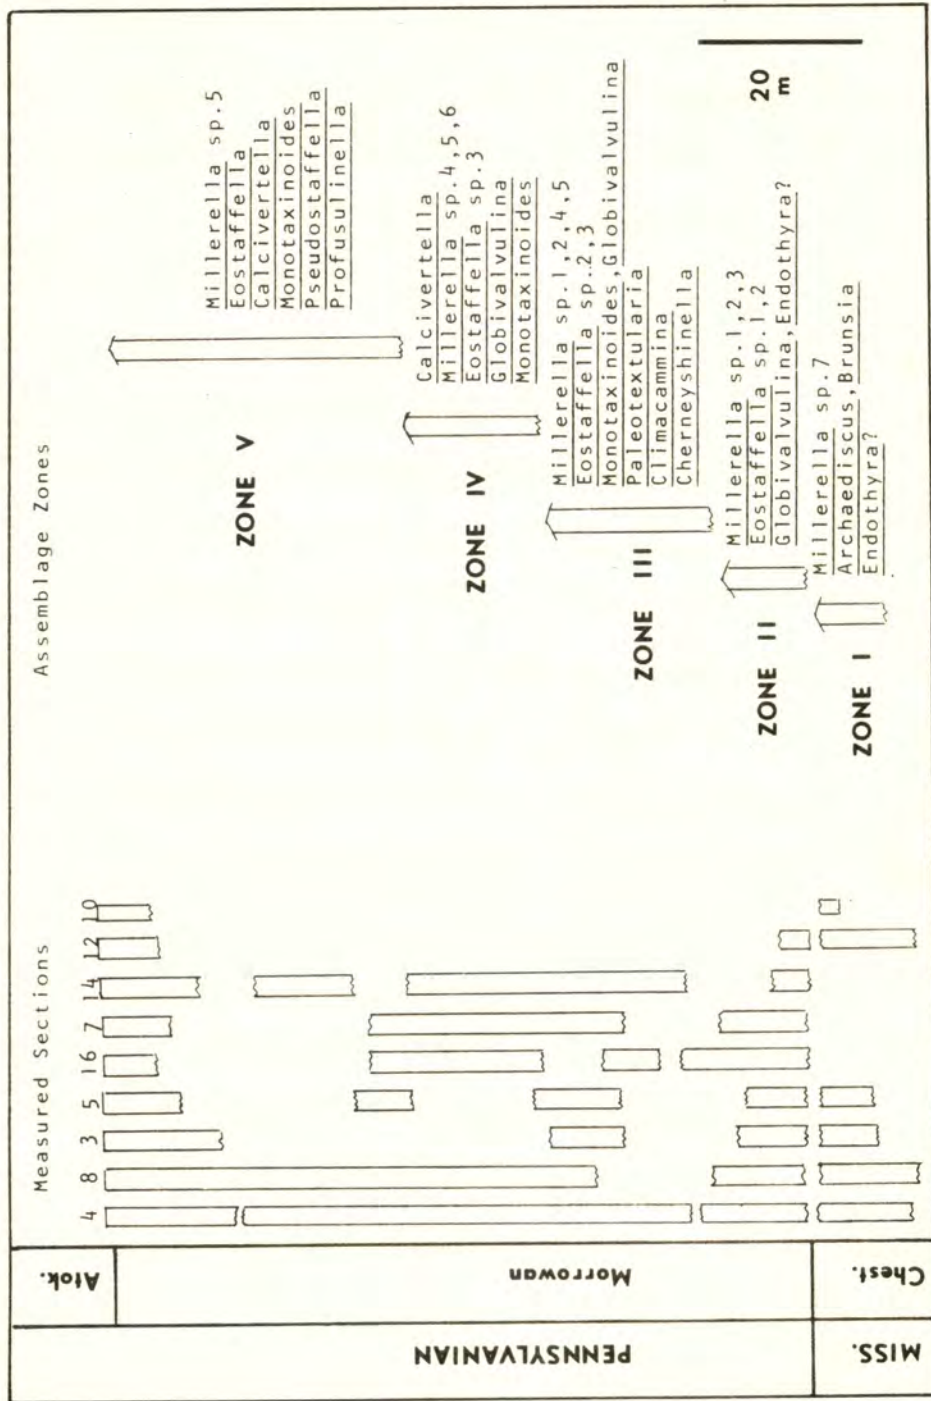 Measured Sections
Assemblage Zones
4 8 3 5 16 7 14 12 10
MISS.
PENNSYLVANIAN
Chest.
Morrowan
Atok.
ZONE V
Millerella sp.5
Eostaffella
Calcivertella
Monotaxinoides
Pseudostaffella
Profusulinella
ZONE IV
Calcivertella
Millerella sp.4,5,6
Eostaffella sp.3
Globivalvulina
Monotaxinoides
ZONE III
Millerella sp.1,2,4,5
Eostaffella sp.2,3
Monotaxinoides,Globivalvulina
Paleotextularia
Climacammina
Cherneyshinella
ZONE II
Millerella sp.1,2,3
Eostaffella sp.1,2
Globivalvulina,Endothyra?
ZONE I
Millerella sp.7
Archaediscus,Brunsia
Endothyra?
20
m